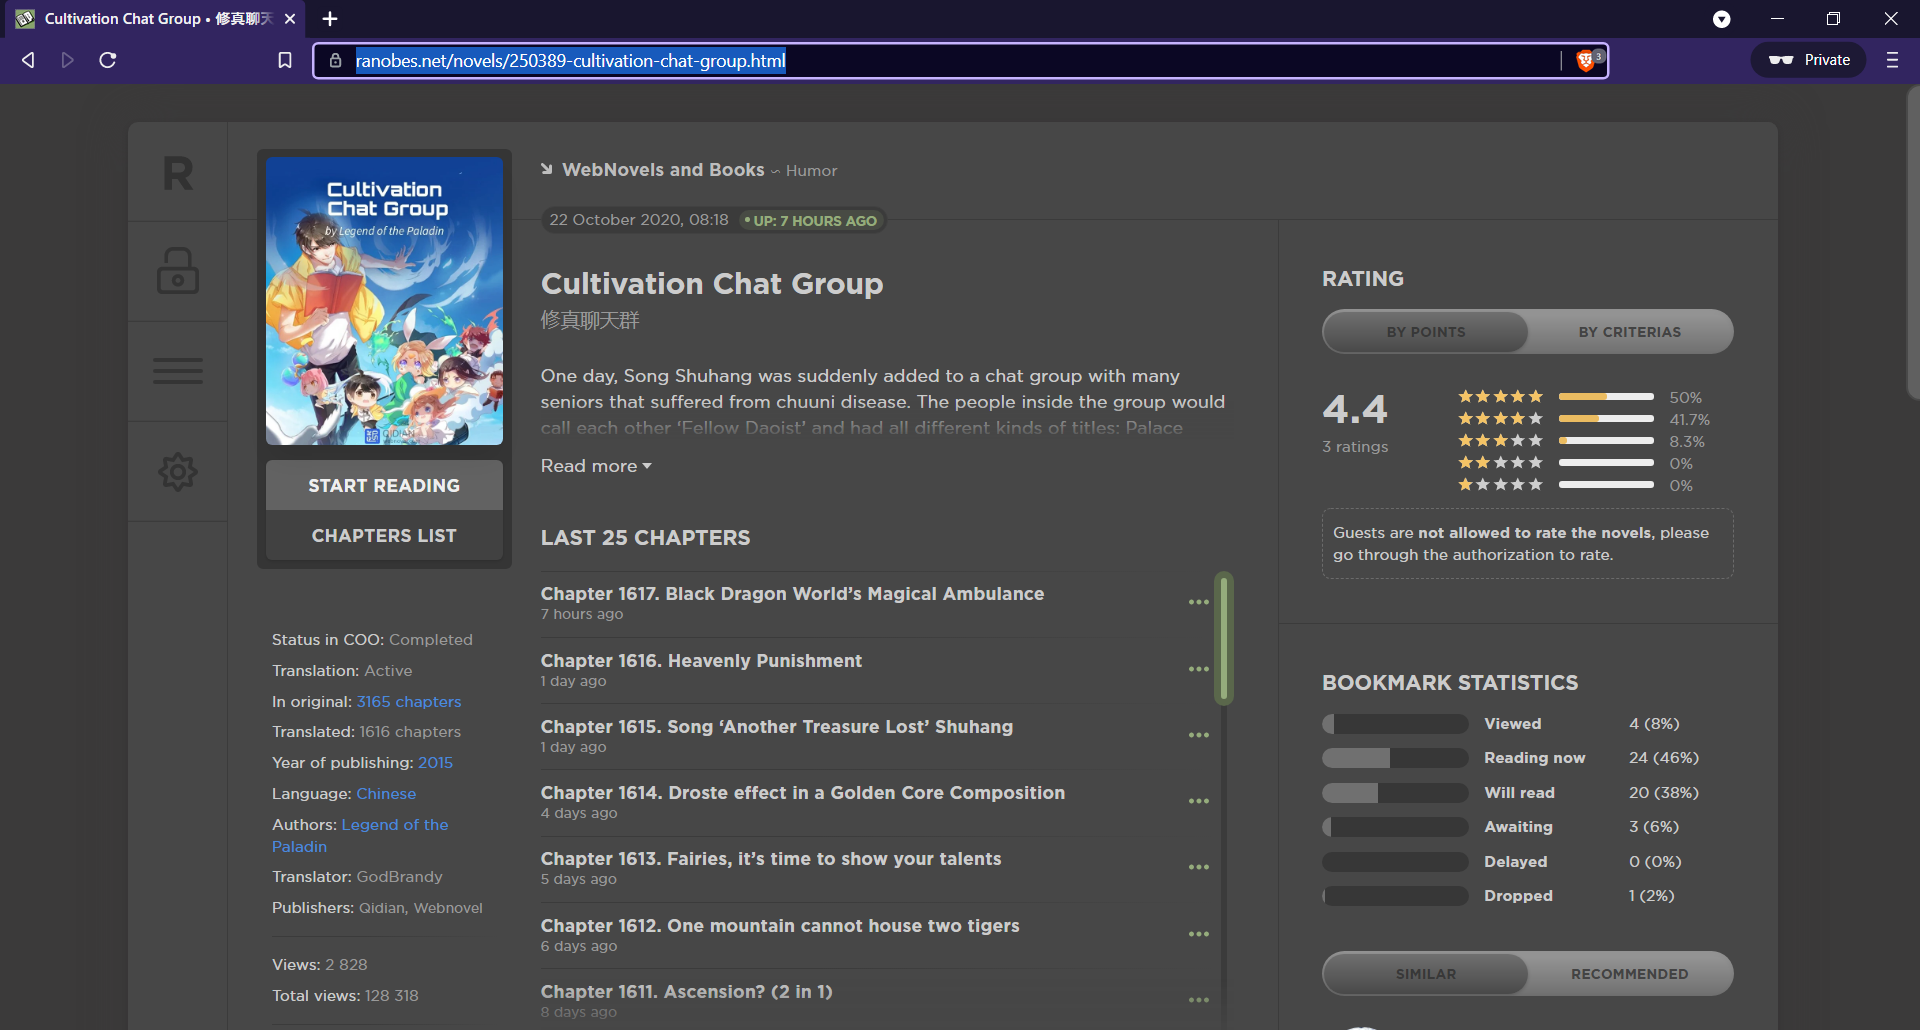 Cultivation Chat Group • 修真聊天
ranobes.net/novels/250389-cultivation-chat-group.html
3
Private
R
Cultivation
Chat Group
by Legend of the Paladin
QIDIAN
START READING
CHAPTERS LIST
Status in COO: Completed
Translation: Active
In original: 3165 chapters
Translated: 1616 chapters
Year of publishing: 2015
Language: Chinese
Authors: Legend of the
Paladin
Translator: GodBrandy
Publishers: Qidian, Webnovel
Views: 2 828
Total views: 128 318
WebNovels and Books ~ Humor
22 October 2020, 08:18 • UP: 7 HOURS AGO
Cultivation Chat Group
修真聊天群
One day, Song Shuhang was suddenly added to a chat group with many
seniors that suffered from chuuni disease. The people inside the group would
call each other ‘Fellow Daoist’ and had all different kinds of titles: Palace
Read more
LAST 25 CHAPTERS
Chapter 1617. Black Dragon World’s Magical Ambulance
7 hours ago
Chapter 1616. Heavenly Punishment
1 day ago
Chapter 1615. Song ‘Another Treasure Lost’ Shuhang
1 day ago
Chapter 1614. Droste effect in a Golden Core Composition
4 days ago
Chapter 1613. Fairies, it’s time to show your talents
5 days ago
Chapter 1612. One mountain cannot house two tigers
6 days ago
Chapter 1611. Ascension? (2 in 1)
8 days ago
RATING
BY POINTS BY CRITERIAS
4.4
3 ratings
50%
41.7%
8.3%
0%
0%
Guests are not allowed to rate the novels, please
go through the authorization to rate.
BOOKMARK STATISTICS
Viewed 4 (8%)
Reading now 24 (46%)
Will read 20 (38%)
Awaiting 3 (6%)
Delayed 0 (0%)
Dropped 1 (2%)
SIMILAR RECOMMENDED